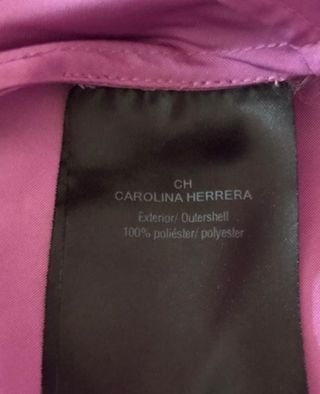 CH
CAROLINA HERRERA
Exterior/ Outershell
100% poliéster/ polyester